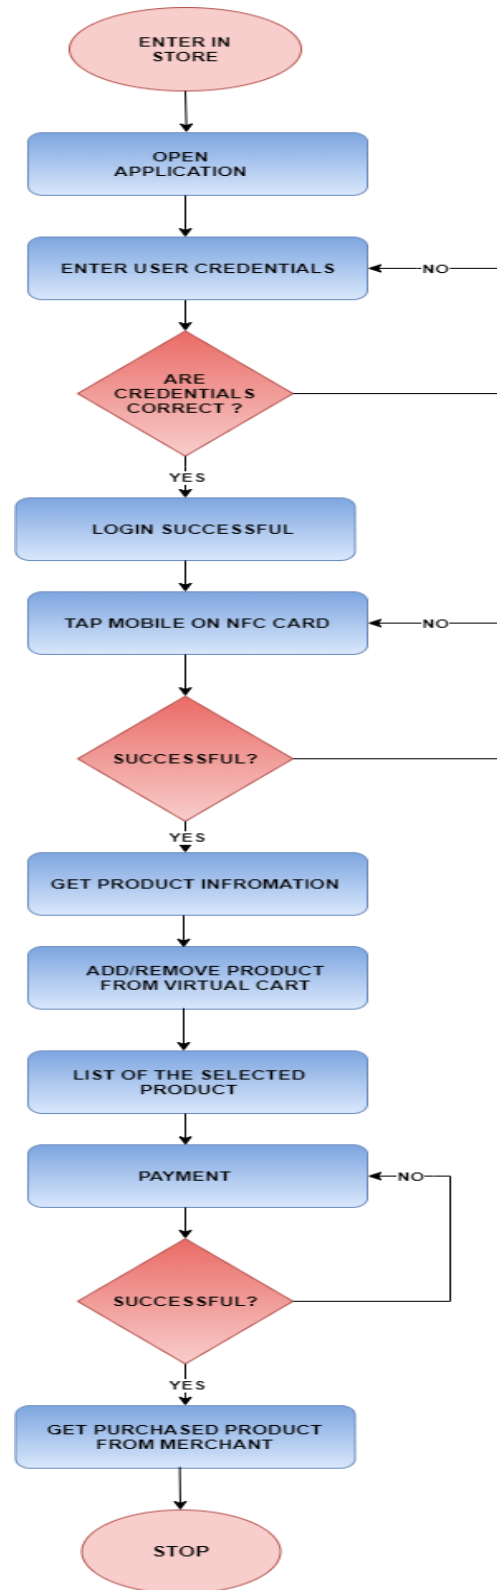 ENTER IN
STORE
OPEN
APPLICATION
ENTER USER CREDENTIALS
NO
ARE
CREDENTIALS
CORRECT ?
YES
LOGIN SUCCESSFUL
TAP MOBILE ON NFC CARD
NO
SUCCESSFUL?
YES
GET PRODUCT INFROMATION
ADD/REMOVE PRODUCT
FROM VIRTUAL CART
LIST OF THE SELECTED
PRODUCT
PAYMENT
NO
SUCCESSFUL?
YES
GET PURCHASED PRODUCT
FROM MERCHANT
STOP